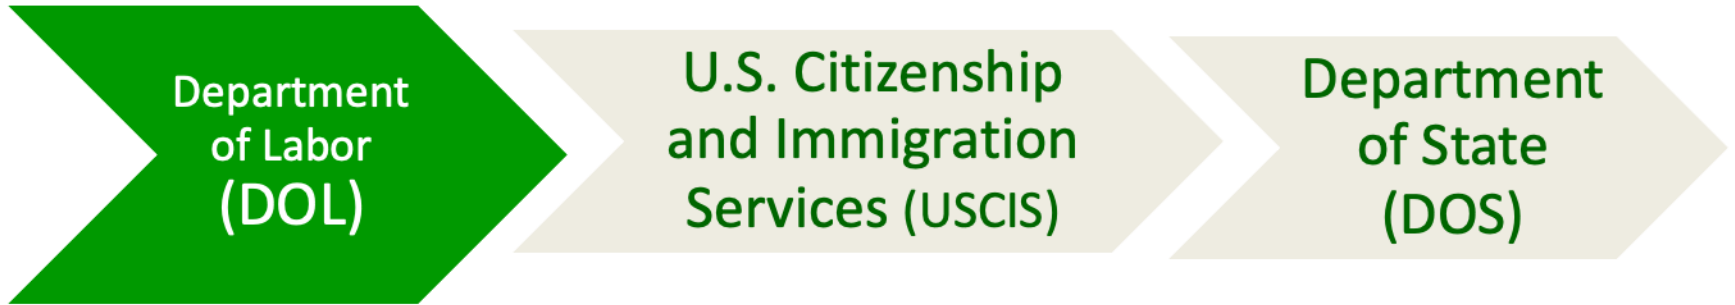 Department
of Labor
(DOL)
U.S. Citizenship
and Immigration
Services (USCIS)
Department
of State
(DOS)